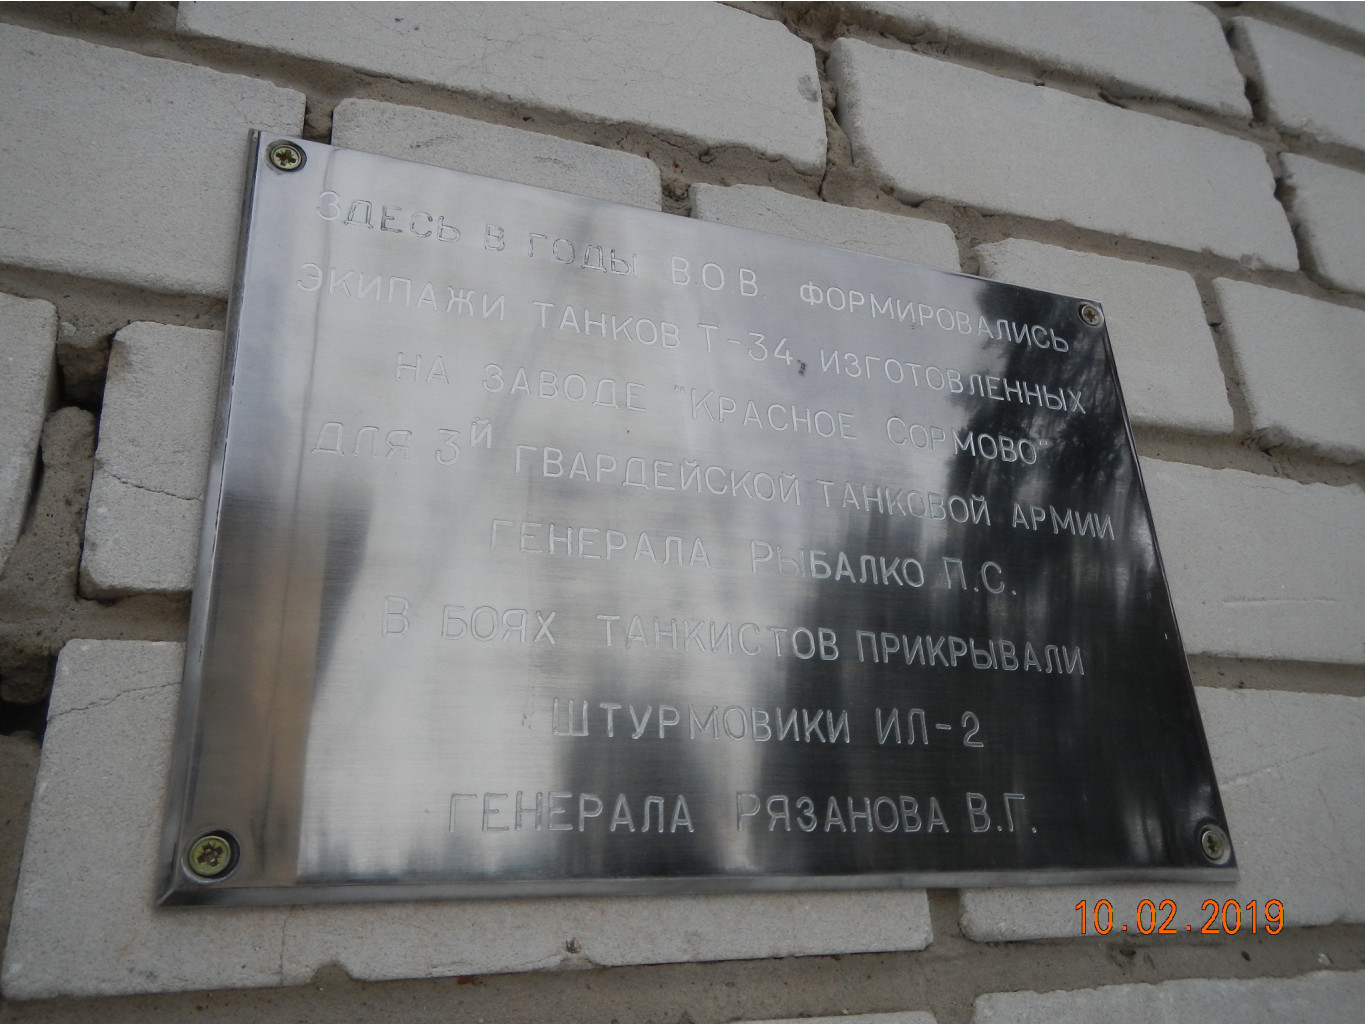 ЗДЕСЬ В ГОДЫ В.О.В. ФОРМИРОВАЛИСЬ
ЭКИПАЖИ ТАНКОВ Т-34, ИЗГОТОВЛЕННЫХ
НА ЗАВОДЕ "КРАСНОЕ СОРМОВО"
ДЛЯ 3Й ГВАРДЕЙСКОЙ ТАНКОВОЙ АРМИИ
ГЕНЕРАЛА РЫБАЛКО П.С.
В БОЯХ ТАНКИСТОВ ПРИКРЫВАЛИ
ШТУРМОВИКИ ИЛ-2
ГЕНЕРАЛА РЯЗАНОВА В.Г.
10.02.2019